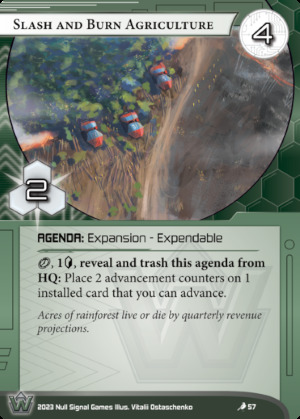 Slash and Burn Agriculture
4
2
AGENDA: Expansion - Expendable
, 1, reveal and trash this agenda from
HQ: Place 2 advancement counters on 1
installed card that you can advance.
Acres of rainforest live or die by quarterly revenue
projections.
2023 Null Signal Games Illus. Vitalii Ostaschenko
57